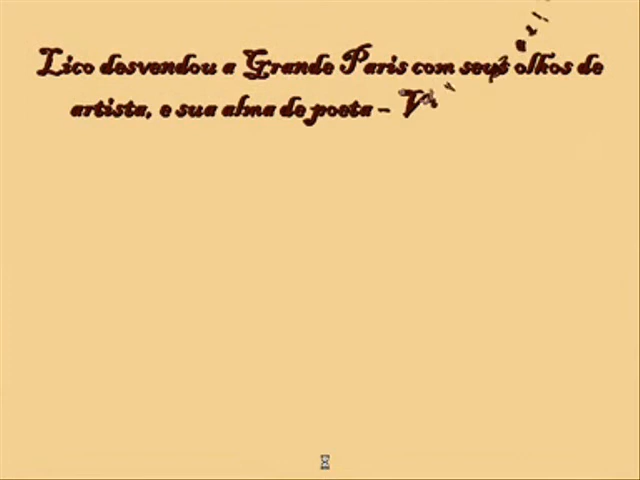 Lico desvendou a Grande Paris com seus olhos de
artista, e sua alma de poeta – V